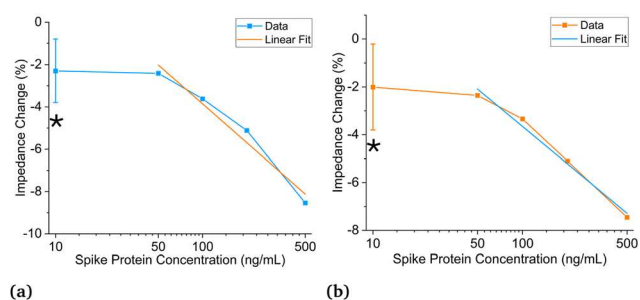 0
-2
-4
-6
-8
-10
Impedance Change (%)
Data
Linear Fit
*
10
50
100
500
Spike Protein Concentration (ng/mL)
(a)
0
-2
-4
-6
-8
Impedance Change (%)
Data
Linear Fit
*
10
50
100
500
Spike Protein Concentration (ng/mL)
(b)